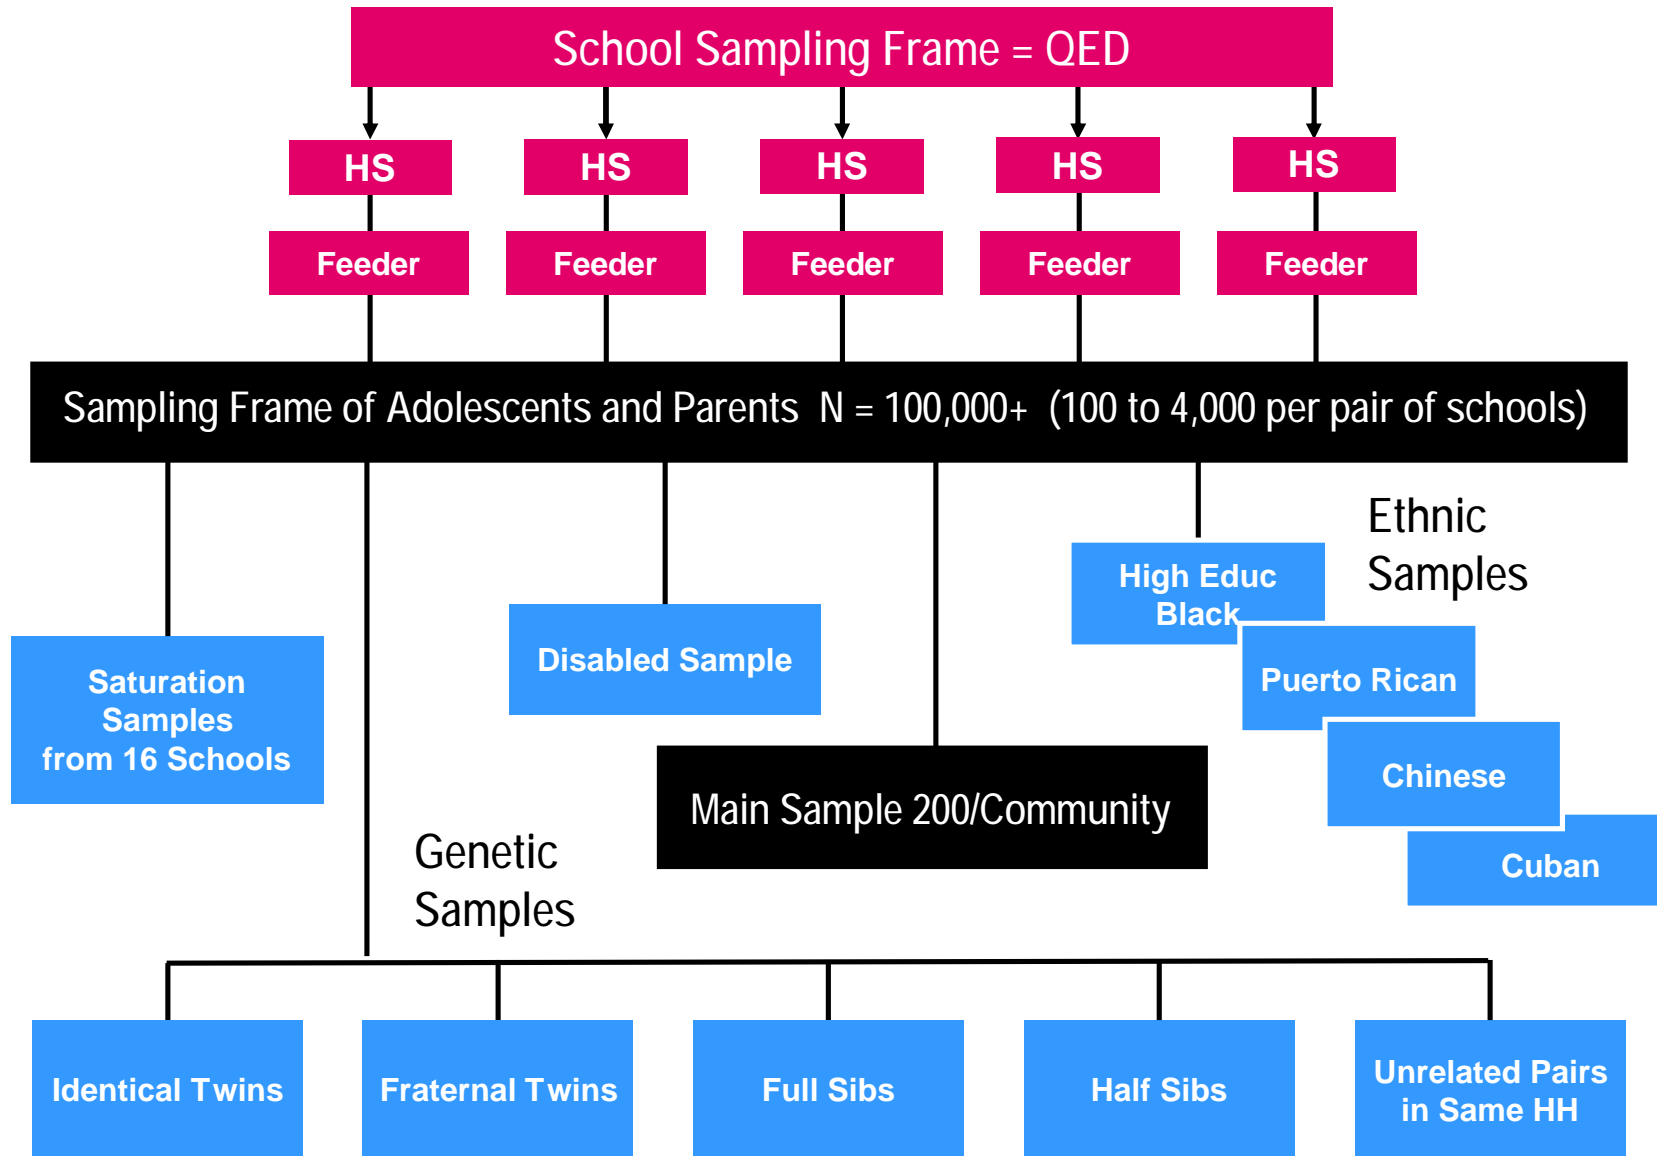 School Sampling Frame = QED
HS
HS
HS
HS
HS
Feeder
Feeder
Feeder
Feeder
Feeder
Sampling Frame of Adolescents and Parents N = 100,000+ (100 to 4,000 per pair of schools)
Ethnic
Samples
High Educ
Black
Disabled Sample
Puerto Rican
Saturation
Samples
from 16 Schools
Chinese
Main Sample 200/Community
Cuban
Genetic
Samples
Identical Twins
Fraternal Twins
Full Sibs
Half Sibs
Unrelated Pairs
in Same HH